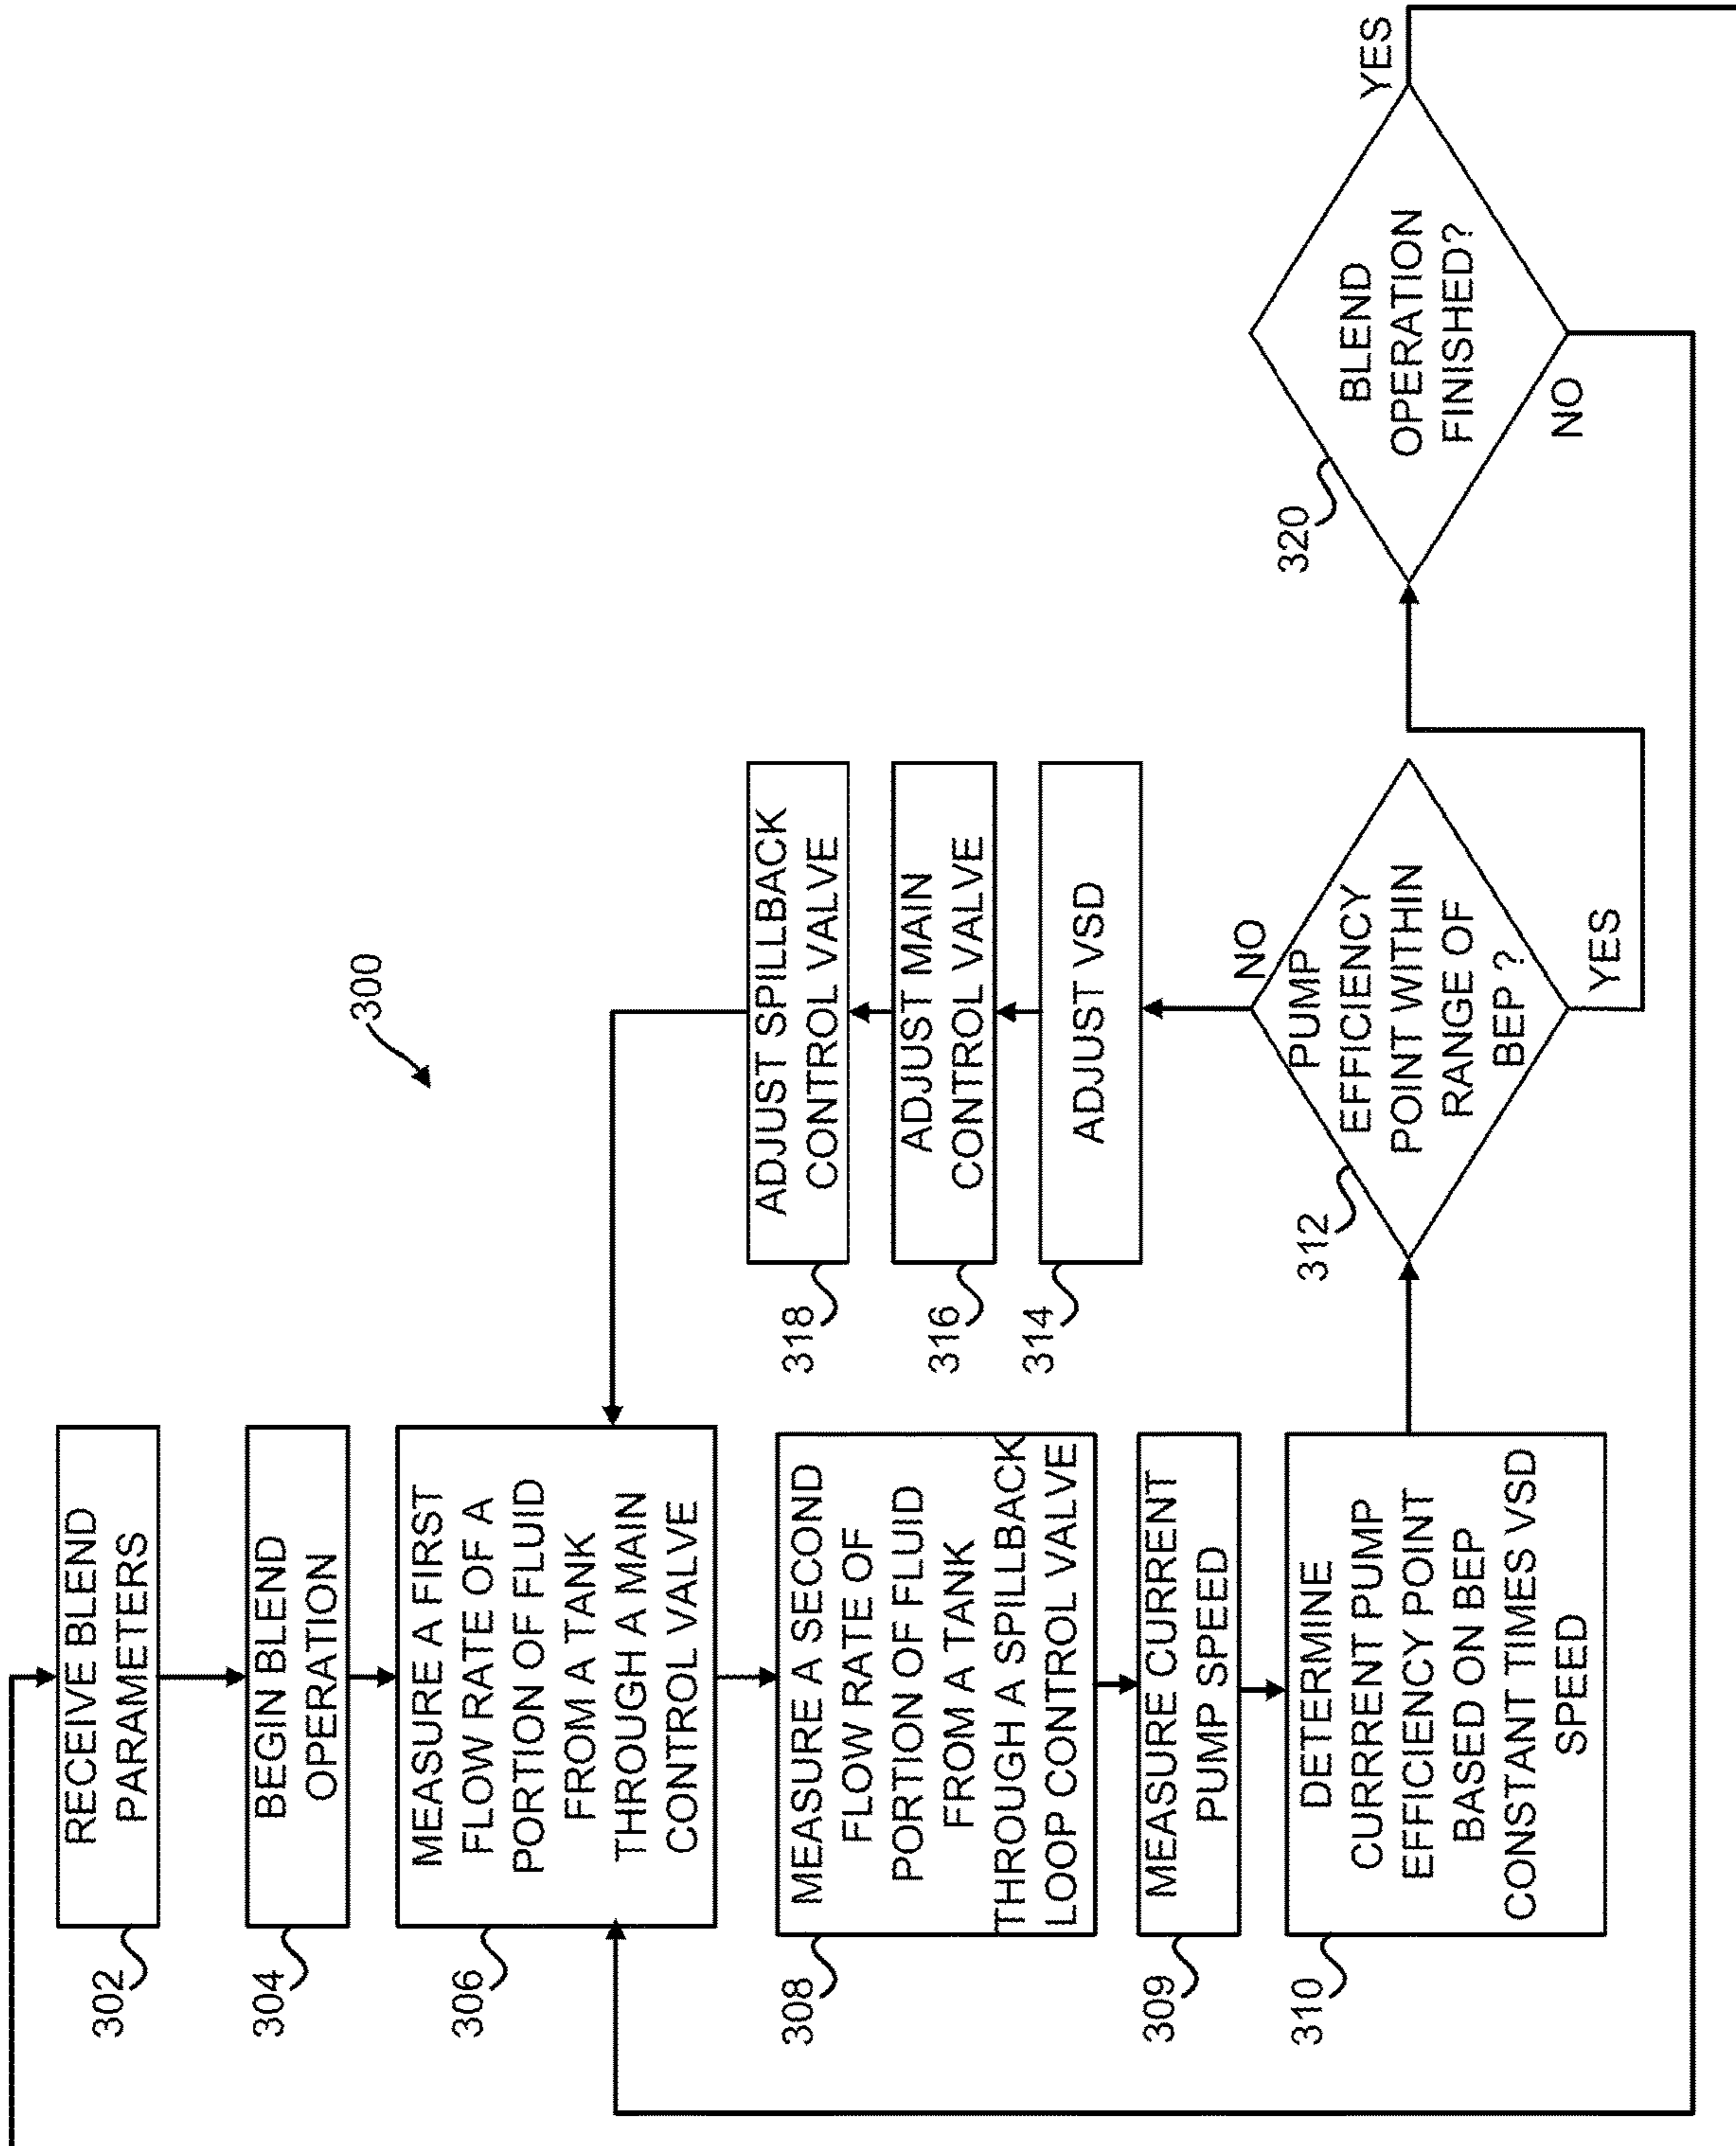 300
302
RECEIVE BLEND
PARAMETERS
304
BEGIN BLEND
OPERATION
306
MEASURE A FIRST
FLOW RATE OF A
PORTION OF FLUID
FROM A TANK
THROUGH A MAIN
CONTROL VALVE
308
MEASURE A SECOND
FLOW RATE OF
PORTION OF FLUID
FROM A TANK
THROUGH A SPILLBACK
LOOP CONTROL VALVE
309
MEASURE CURRENT
PUMP SPEED
310
DETERMINE
CURRRENT PUMP
EFFICIENCY POINT
BASED ON BEP
CONSTANT TIMES VSD
SPEED
312
PUMP
EFFICIENCY
POINT WITHIN
RANGE OF
BEP ?
NO
YES
314
ADJUST VSD
316
ADJUST MAIN
CONTROL VALVE
318
ADJUST SPILLBACK
CONTROL VALVE
320
BLEND
OPERATION
FINISHED?
YES
NO